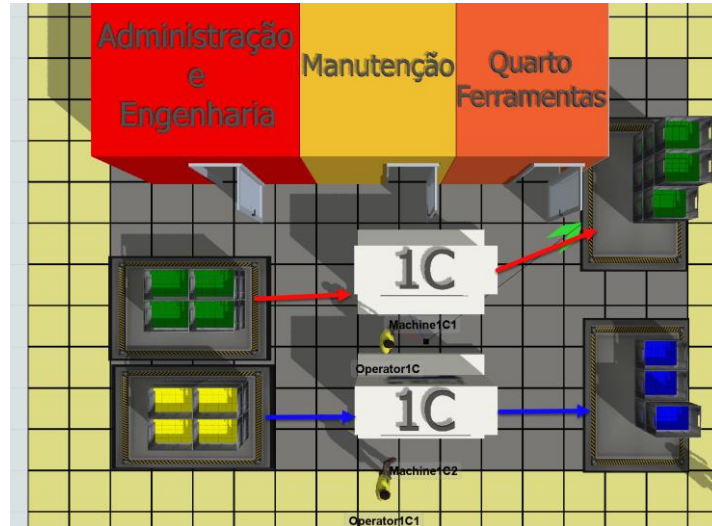 Administração
e
Engenharia
Manutenção
Quarto
Ferramentas
1C
Machine1C1
Operator1C
1C
Machine1C2
Operator1C1